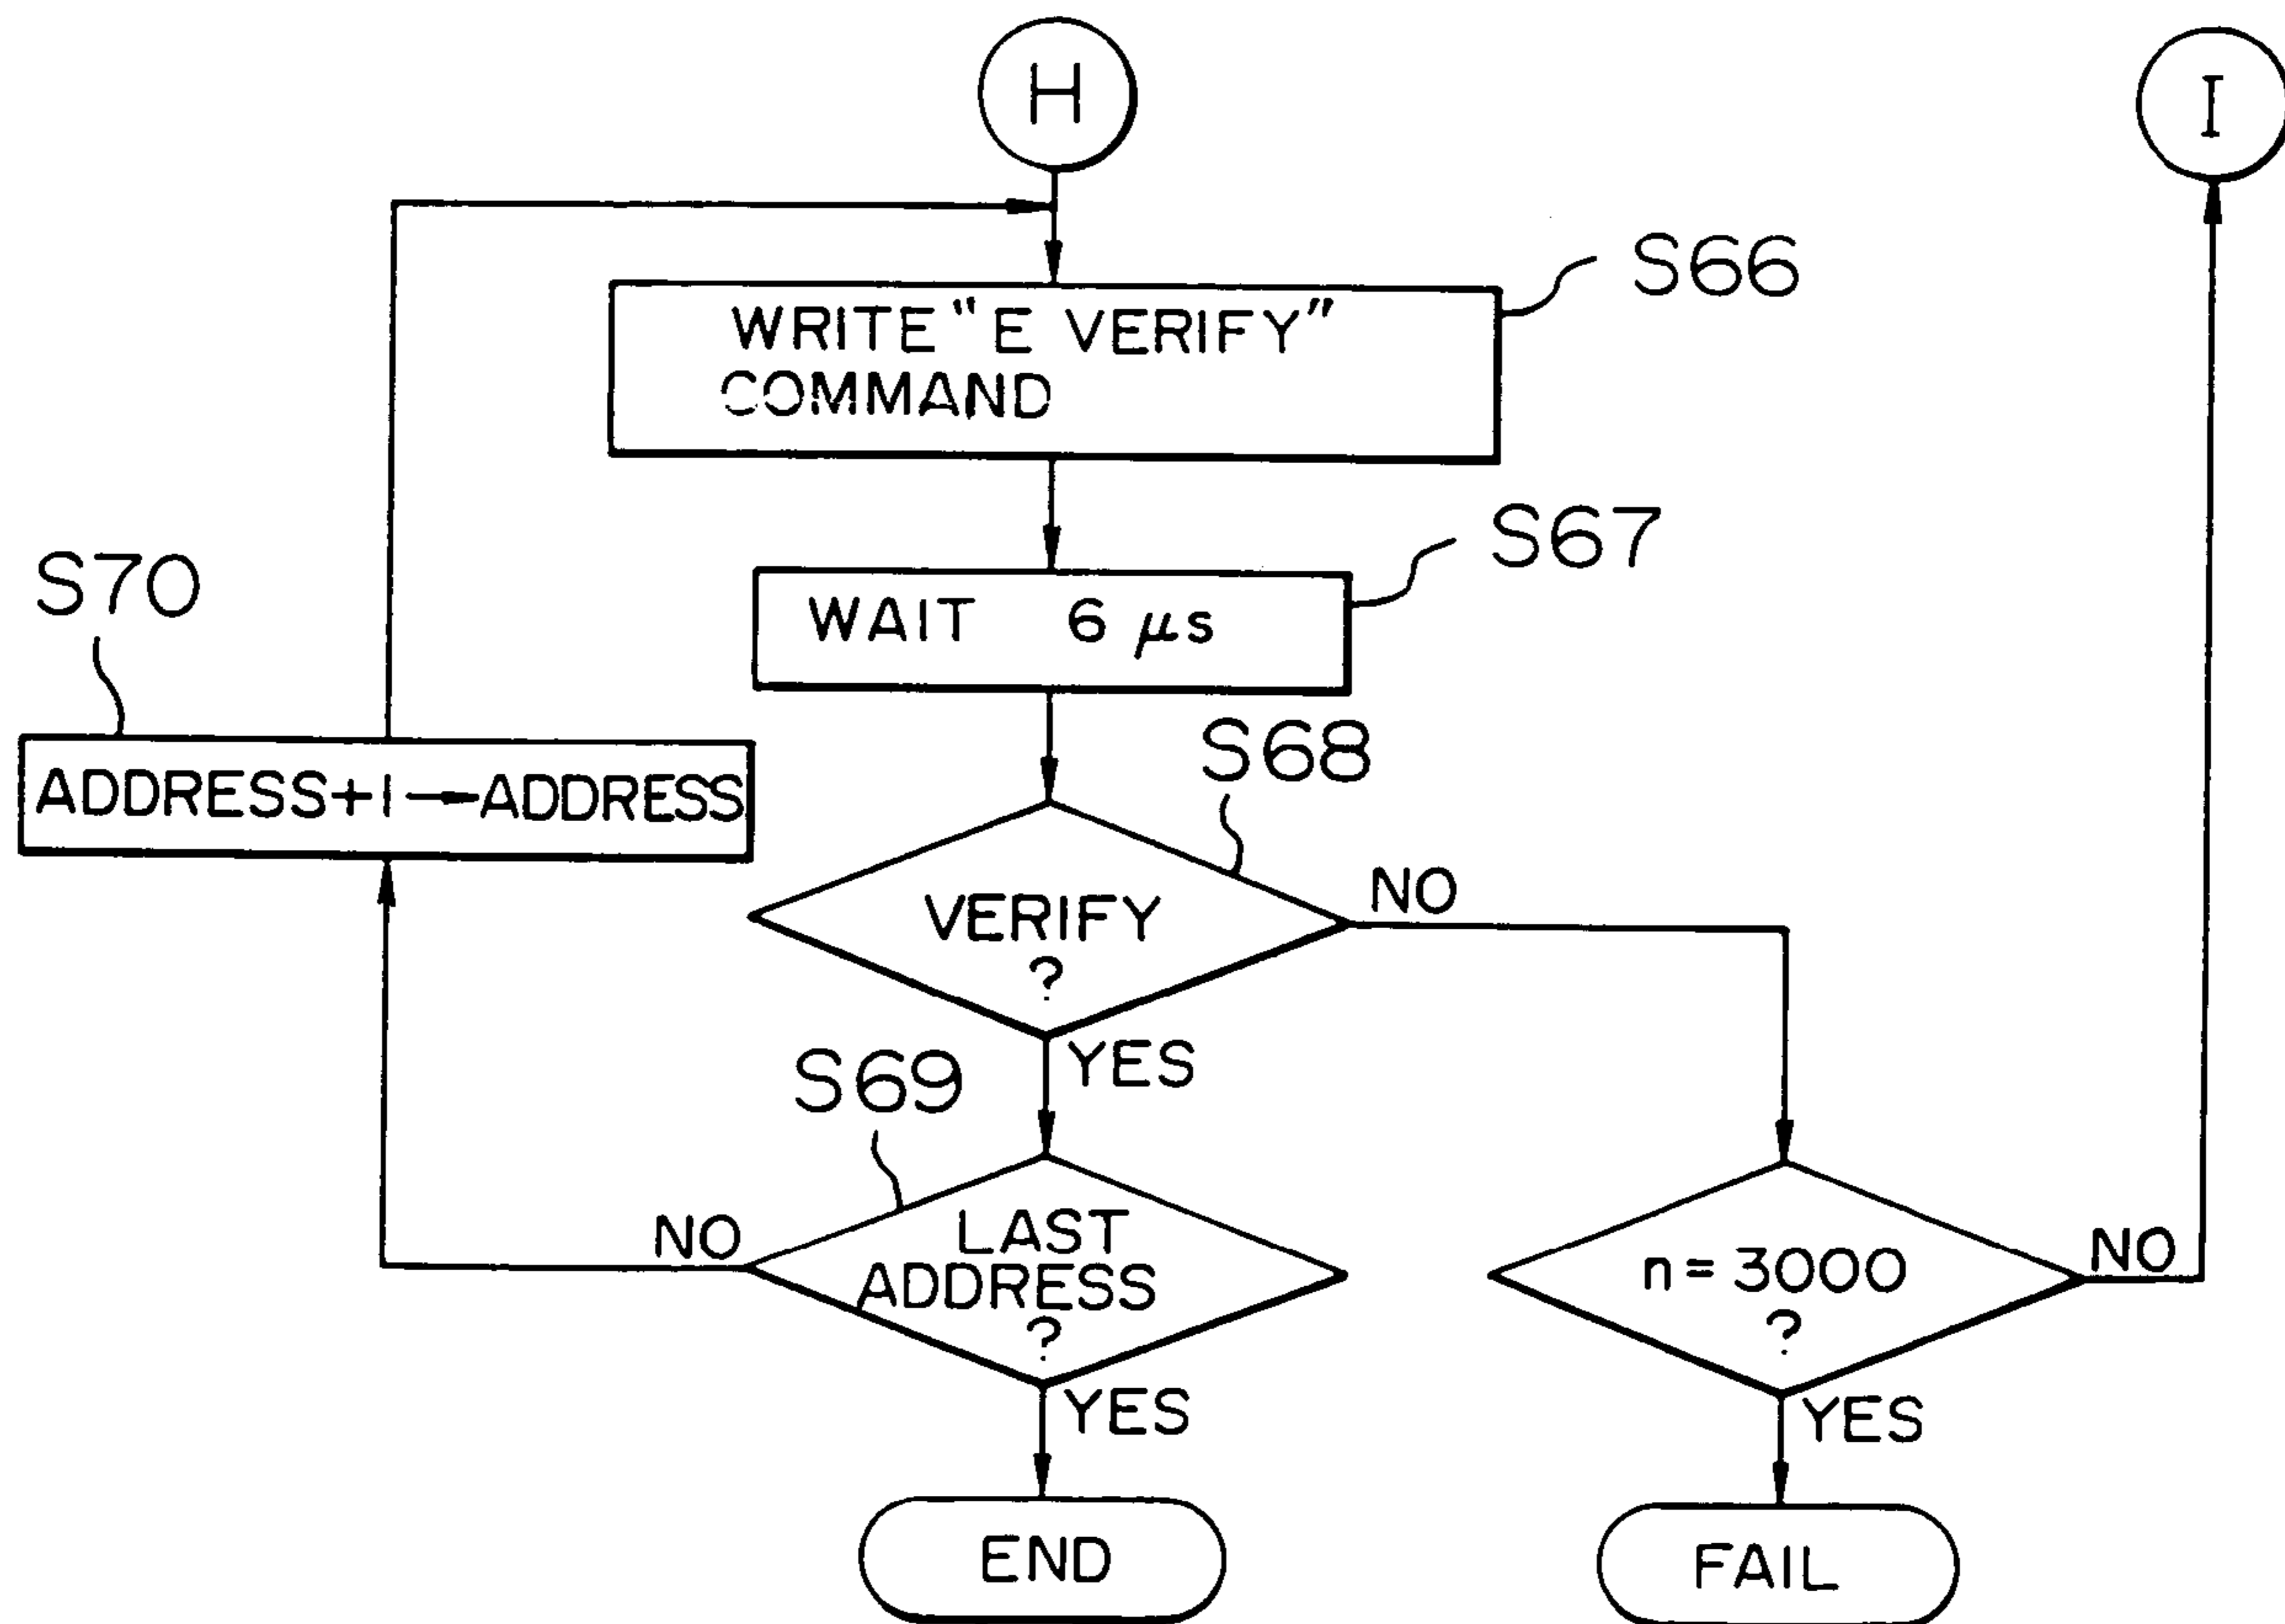 H
I
S66
WRITE "E VERIFY"
COMMAND
S67
WAIT 6 μs
S70
ADDRESS+1→ADDRESS
S68
VERIFY
?
NO
YES
S69
LAST
ADDRESS
?
NO
YES
n = 3000
?
NO
YES
END
FAIL